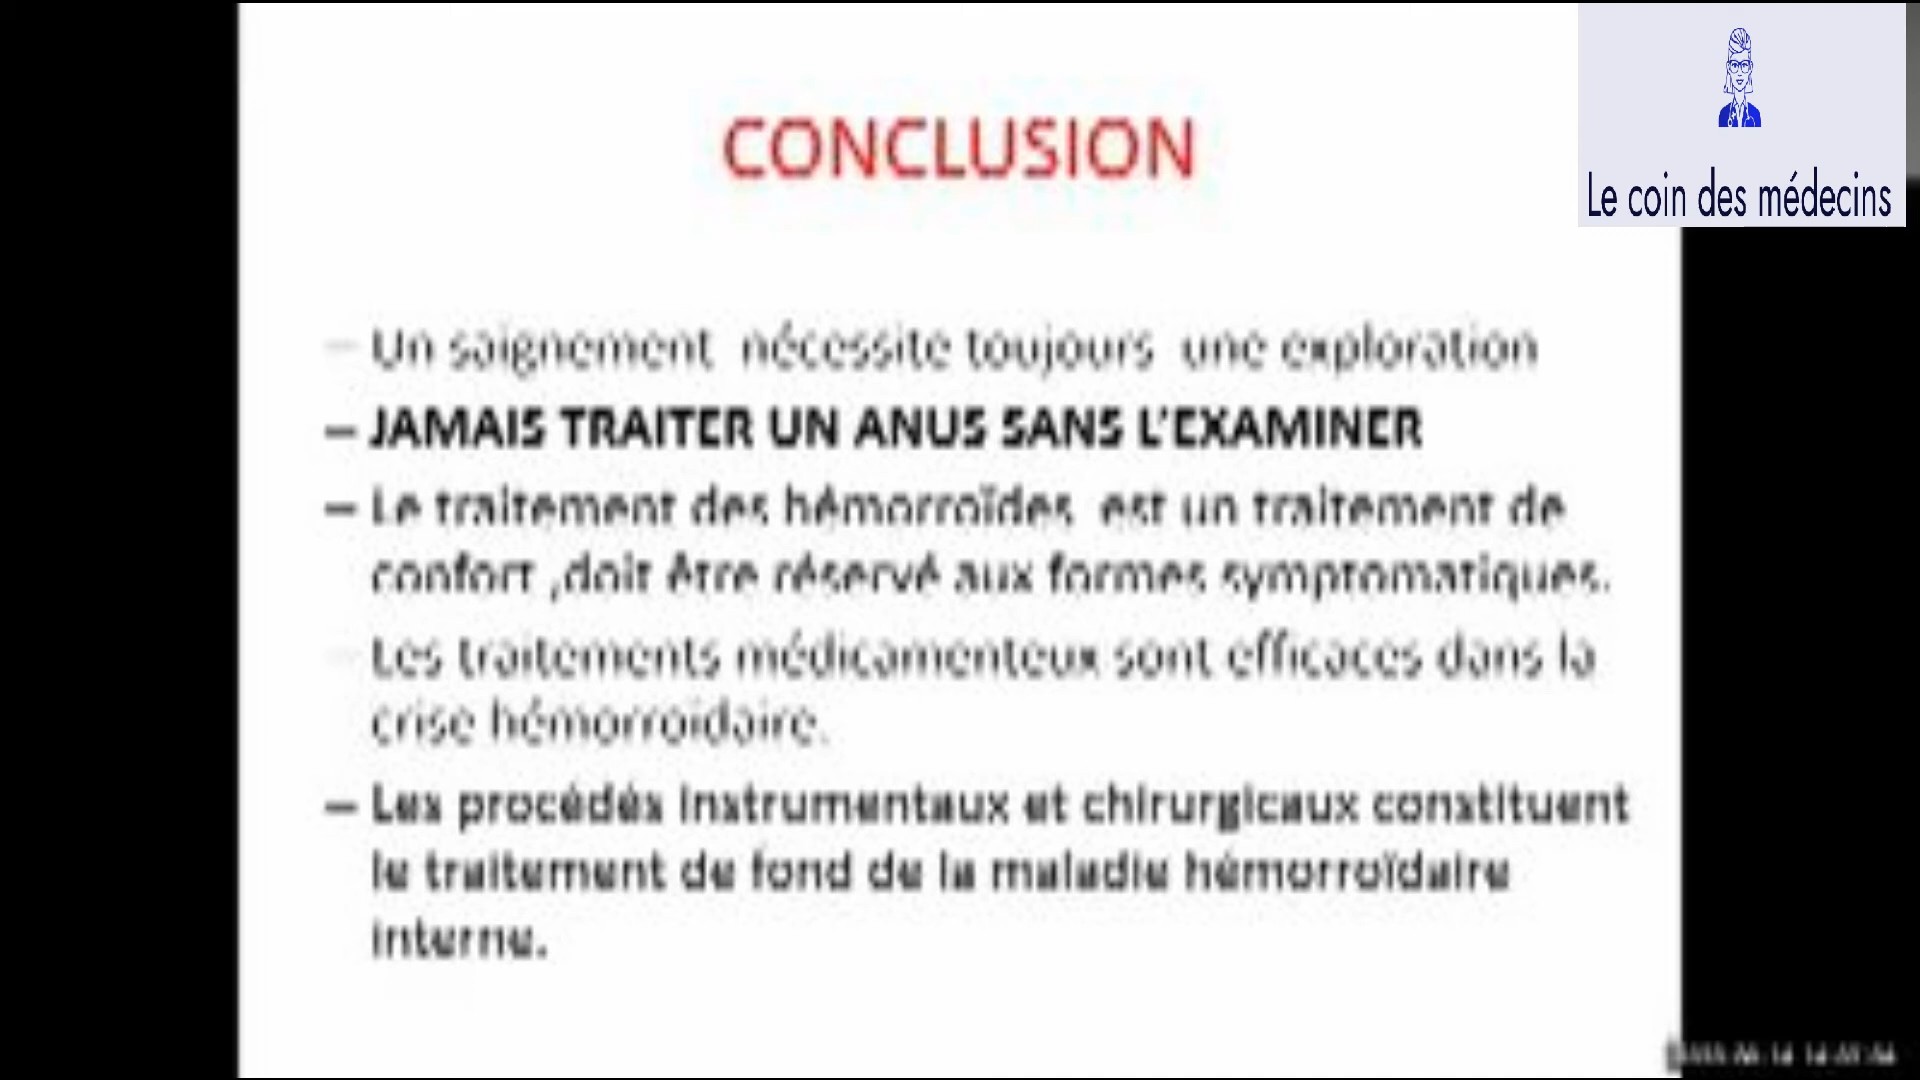 Le coin des médecins
CONCLUSION
– Un saignement nécessite toujours une exploration
– JAMAIS TRAITER UN ANUS SANS L'EXAMINER
– Le traitement des hémorroïdes est un traitement de
confort ,doit être réservé aux formes symptomatiques.
– Les traitements médicamenteux sont efficaces dans la
crise hémorroïdaire.
– Les procédés instrumentaux et chirurgicaux constituent
le traitement de fond de la maladie hémorroïdaire
interne.